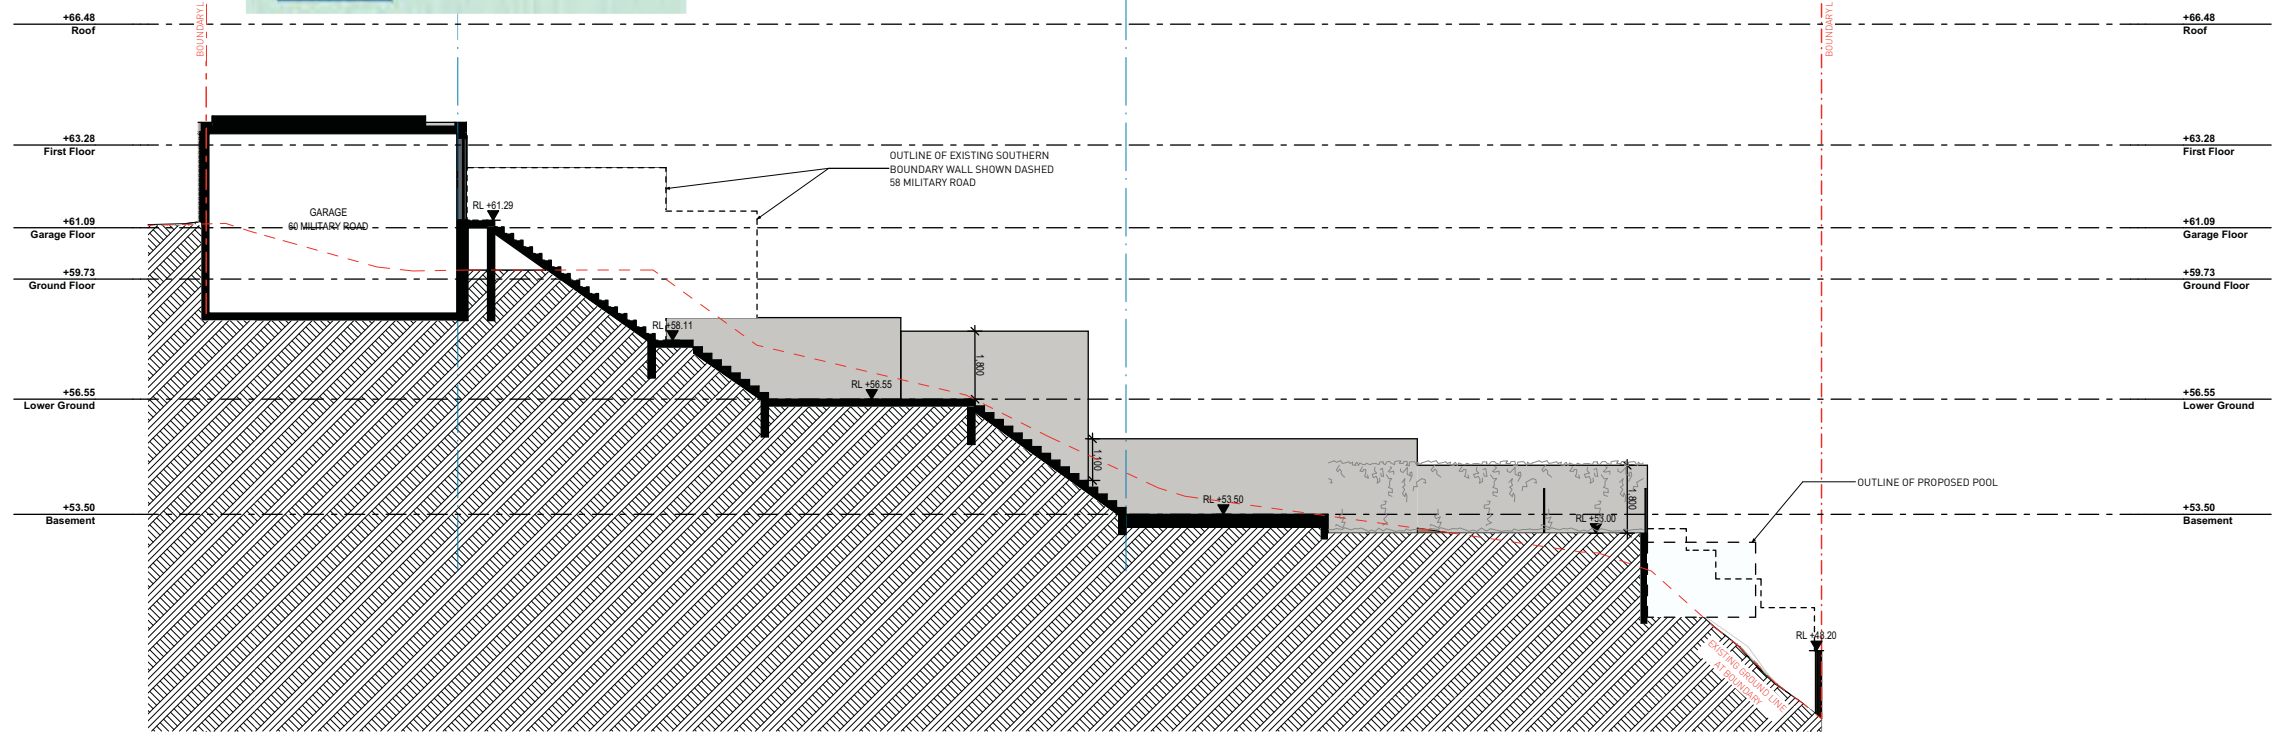 +66.48
Roof
BOUNDARY L
BOUNDARY L
+66.48
Roof
+63.28
First Floor
+63.28
First Floor
OUTLINE OF EXISTING SOUTHERN
BOUNDARY WALL SHOWN DASHED
58 MILITARY ROAD
GARAGE
60 MILITARY ROAD
RL +61.29
+61.09
Garage Floor
+61.09
Garage Floor
+59.73
Ground Floor
+59.73
Ground Floor
RL +58.11
1,800
RL +56.55
+56.55
Lower Ground
+56.55
Lower Ground
1,100
RL +53.50
1,800
RL +53.00
OUTLINE OF PROPOSED POOL
+53.50
Basement
+53.50
Basement
RL +48.20
EXISTING GROUND LINE
AT BOUNDARY